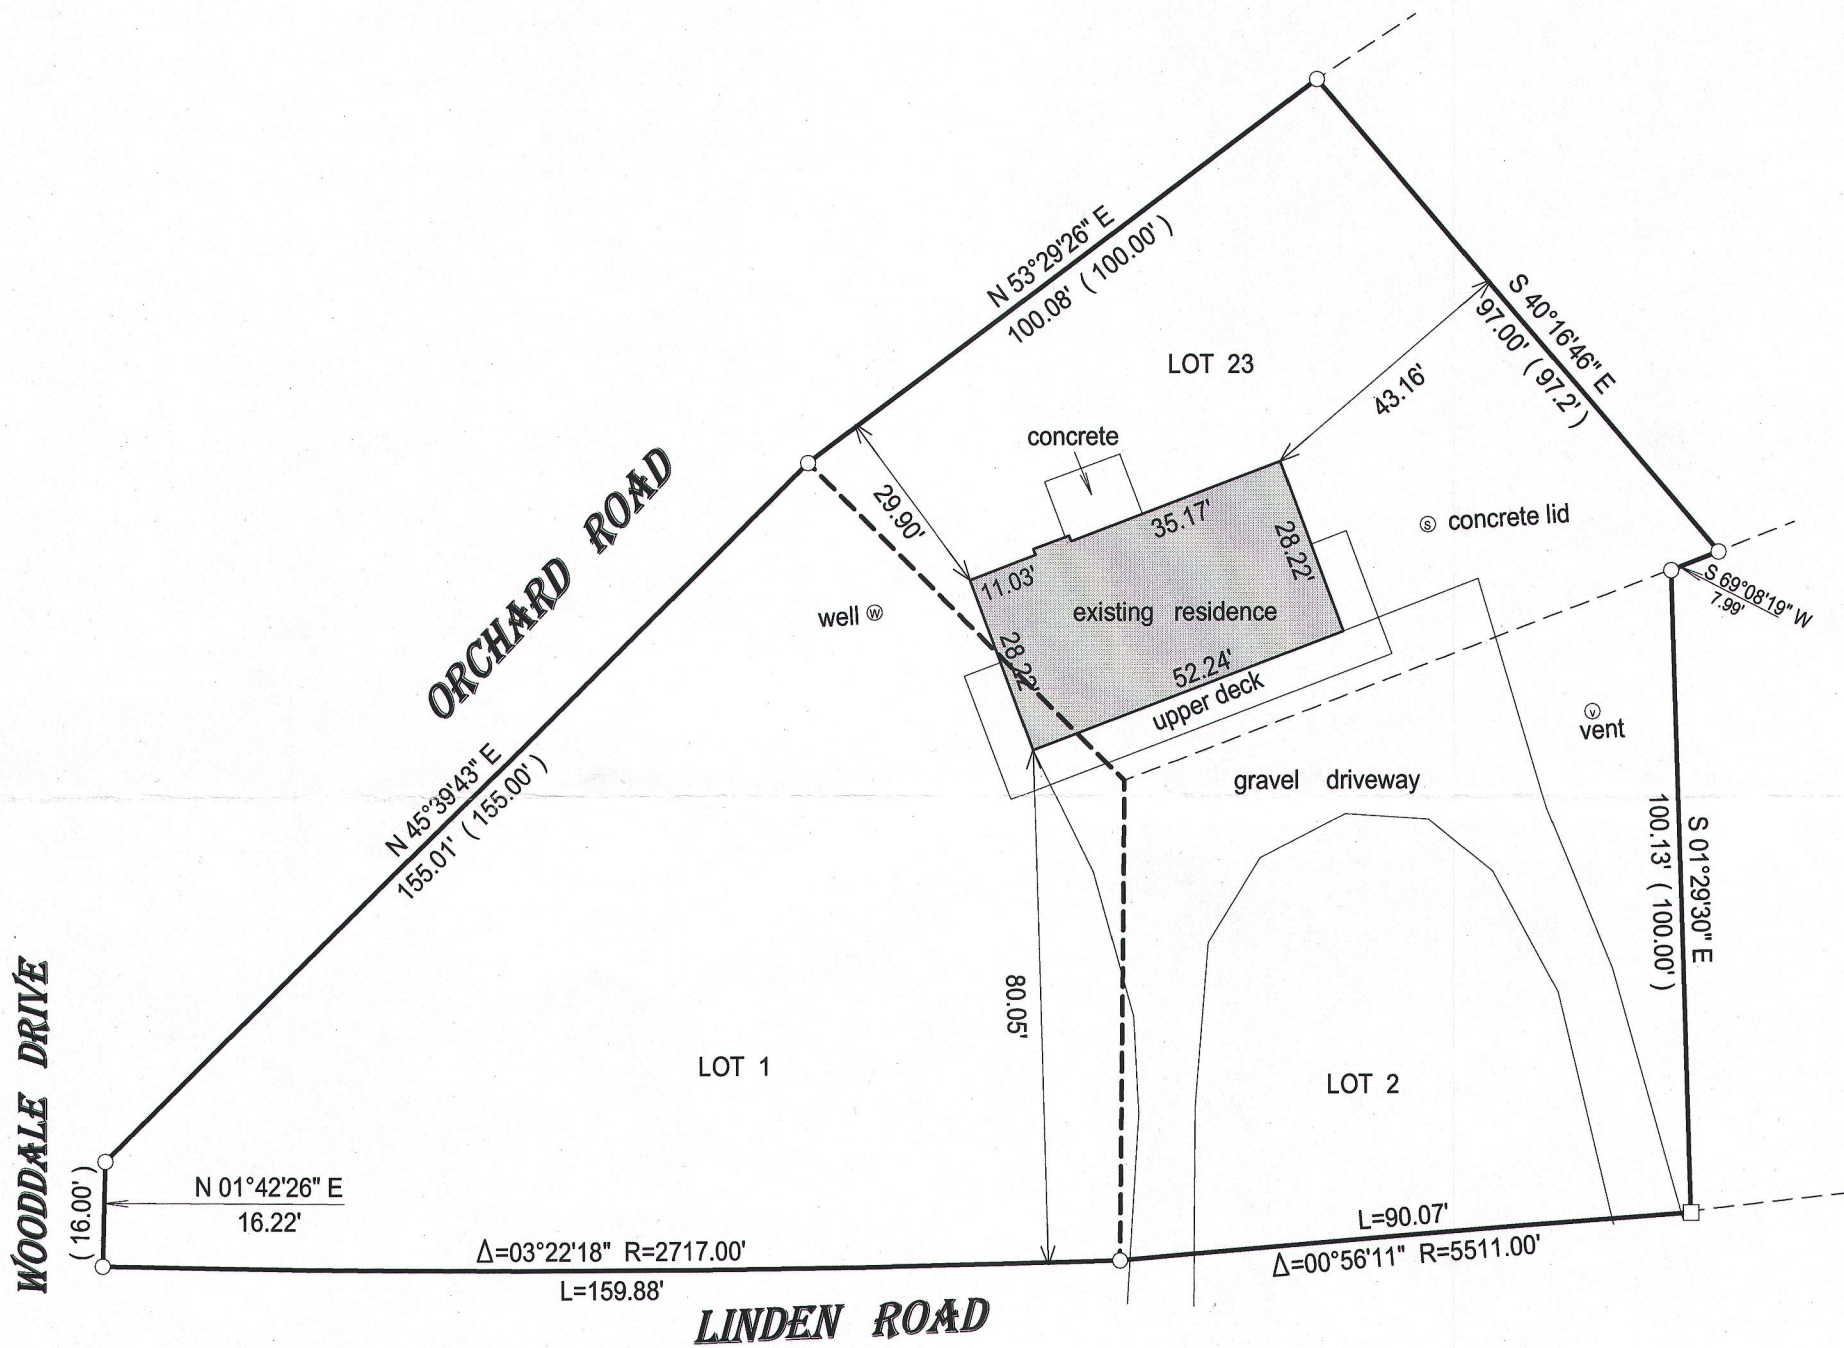 N 53°29'26" E
100.08' ( 100.00' )
S 40°16'46" E
97.00' ( 97.2' )
LOT 23
43.16'
concrete
29.90'
35.17'
S concrete lid
28.22'
11.03'
S 69°08'19" W
7.99'
well W
existing residence
28.22'
52.24'
upper deck
V
vent
ORCHARD ROAD
N 45°39'43" E
155.01' ( 155.00' )
gravel driveway
S 01°29'30" E
100.13' ( 100.00' )
80.05'
LOT 1
LOT 2
WOODDALE DRIVE
( 16.00' )
N 01°42'26" E
16.22'
Δ=03°22'18" R=2717.00'
L=159.88'
L=90.07'
Δ=00°56'11" R=5511.00'
LINDEN ROAD